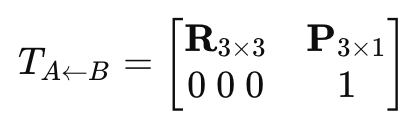 T_{A←B} = [ R_{3×3} P_{3×1}
0 0 0 1 ]